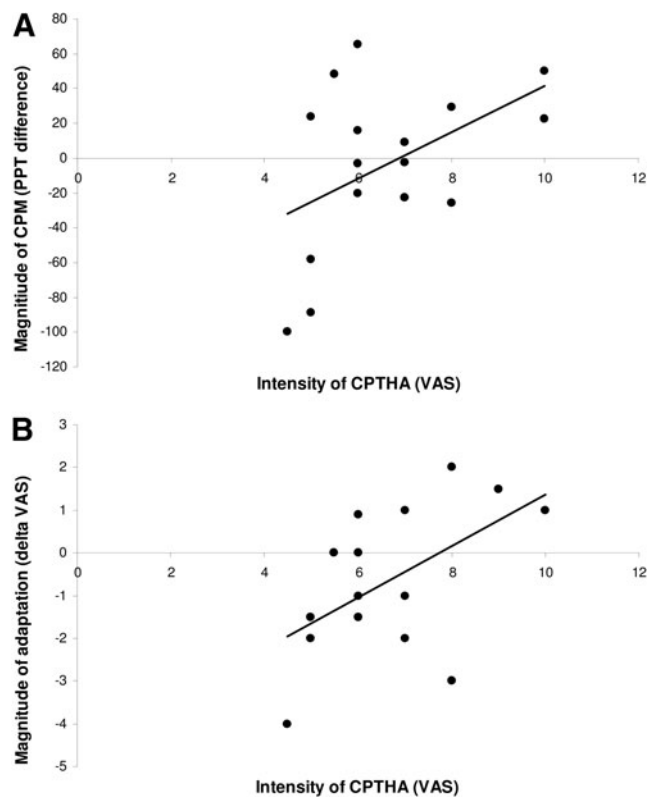 A
Magnitiude of CPM (PPT difference)
80
60
40
20
0
-20
-40
-60
-80
-100
-120
0 2 4 6 8 10 12
Intensity of CPTHA (VAS)
B
Magnitude of adaptation (delta VAS)
3
2
1
0
-1
-2
-3
-4
-5
0 2 4 6 8 10 12
Intensity of CPTHA (VAS)